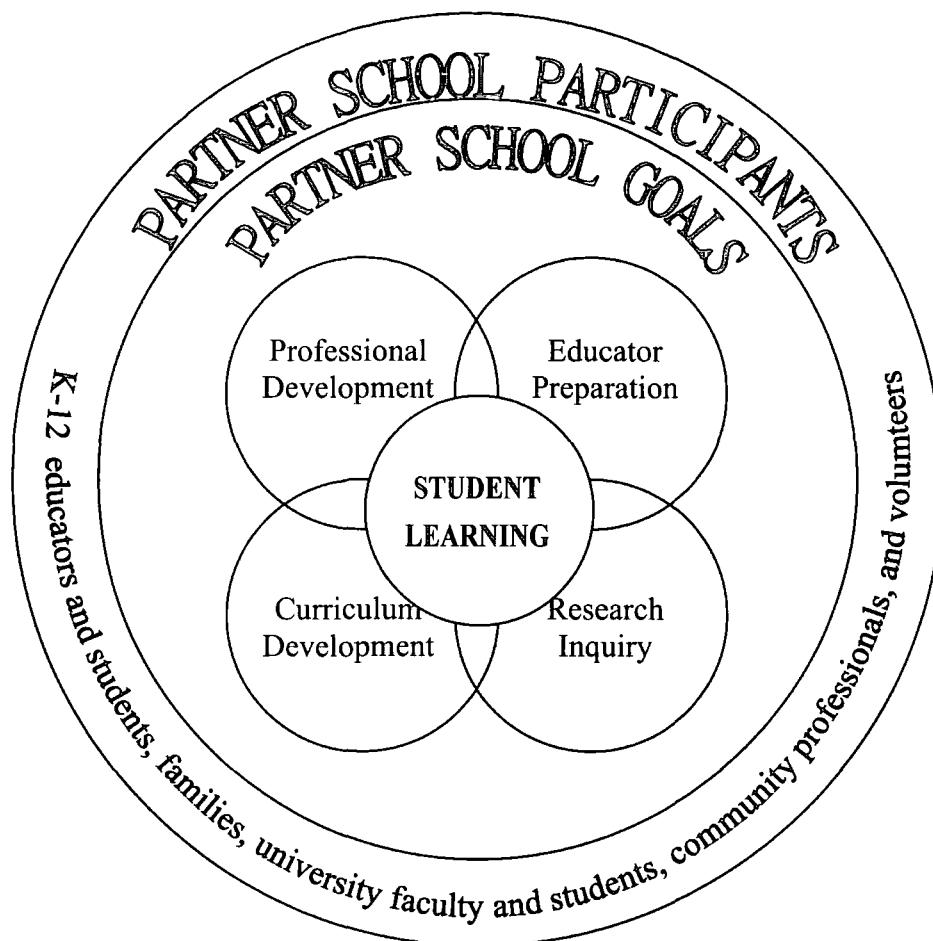 PARTNER SCHOOL PARTICIPANTS
PARTNER SCHOOL GOALS
Professional
Development
Educator
Preparation
STUDENT
LEARNING
Curriculum
Development
Research
Inquiry
K-12 educators and students, families, university faculty and students, community professionals, and volunteers